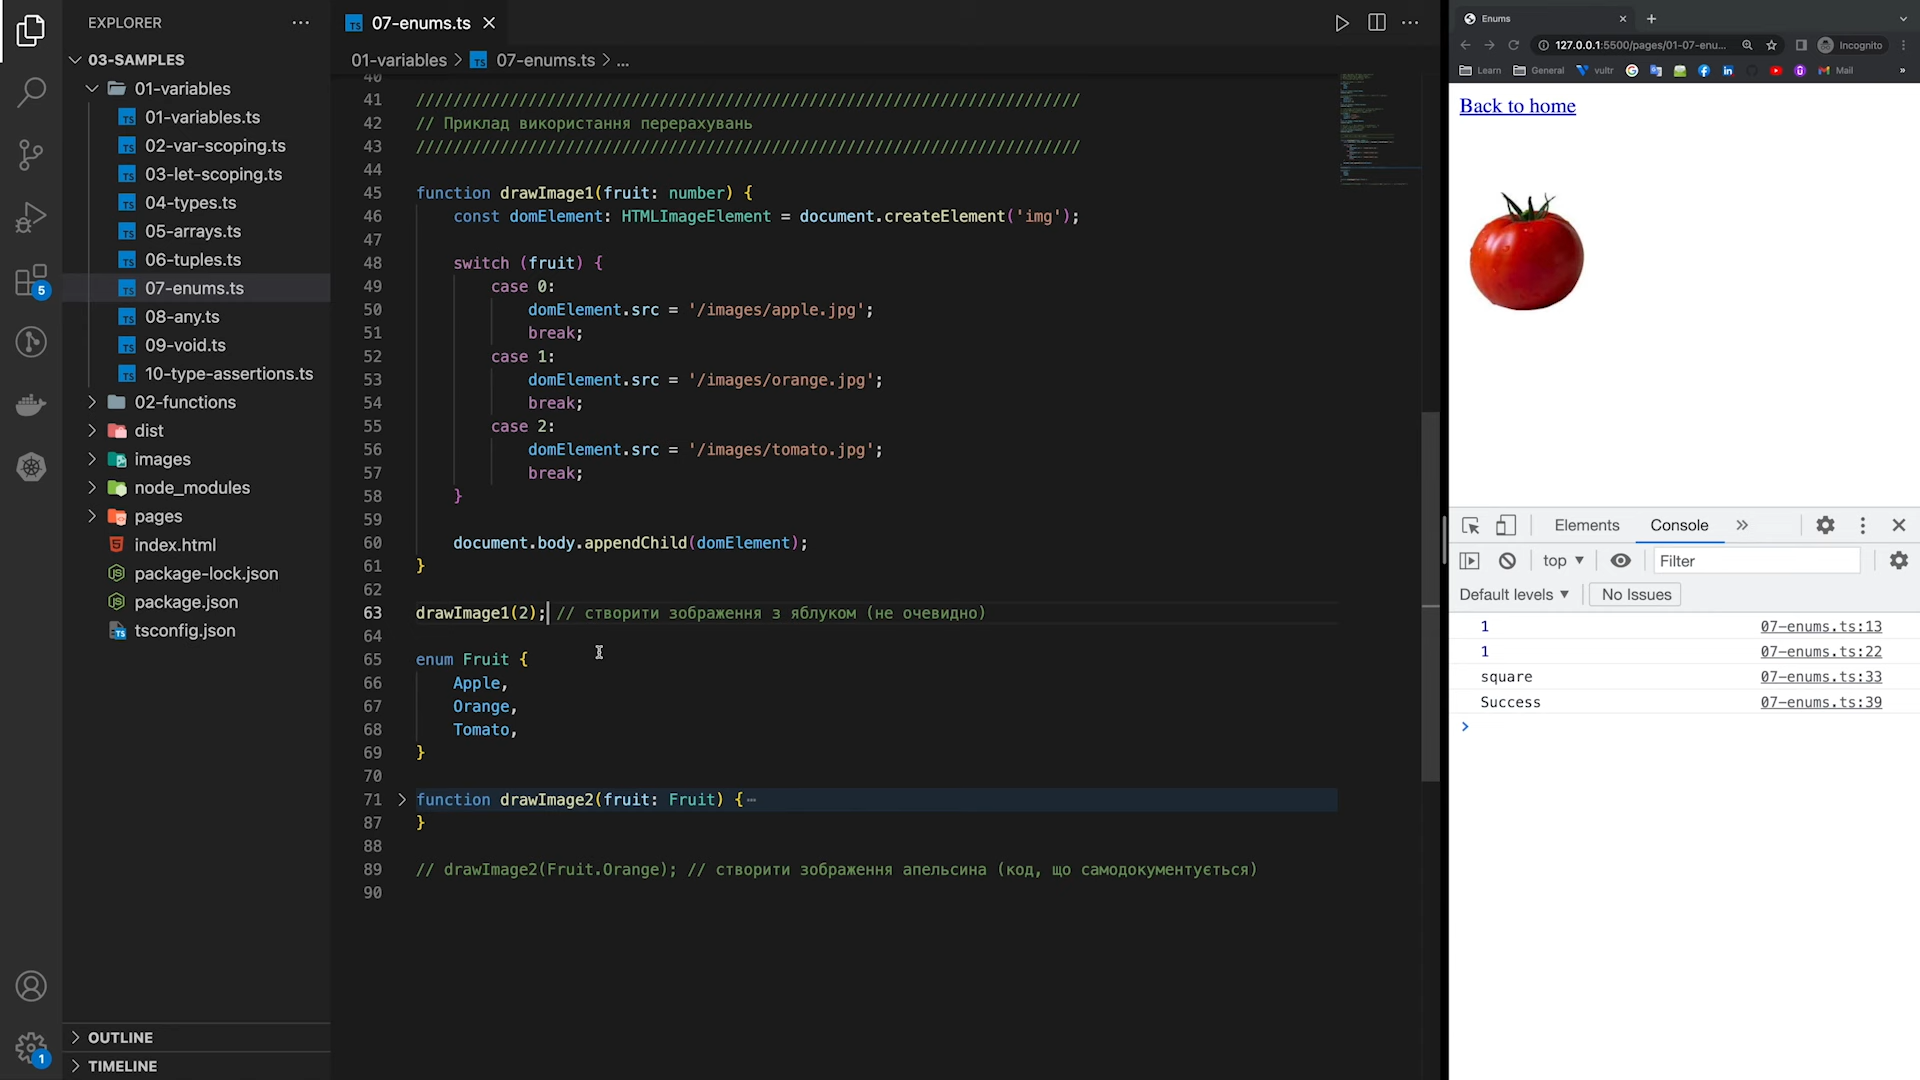 EXPLORER
03-SAMPLES
01-variables
01-variables.ts
02-var-scoping.ts
03-let-scoping.ts
04-types.ts
05-arrays.ts
06-tuples.ts
07-enums.ts
08-any.ts
09-void.ts
10-type-assertions.ts
02-functions
dist
images
node_modules
pages
index.html
package-lock.json
package.json
tsconfig.json
OUTLINE
TIMELINE
5
1
07-enums.ts
01-variables > 07-enums.ts > ...
40
41 ///////////////////////////////////////////////////////////////////////
42 // Приклад використання перерахувань
43 ///////////////////////////////////////////////////////////////////////
44
45 function drawImage1(fruit: number) {
46 const domElement: HTMLImageElement = document.createElement('img');
47
48 switch (fruit) {
49 case 0:
50 domElement.src = '/images/apple.jpg';
51 break;
52 case 1:
53 domElement.src = '/images/orange.jpg';
54 break;
55 case 2:
56 domElement.src = '/images/tomato.jpg';
57 break;
58 }
59
60 document.body.appendChild(domElement);
61 }
62
63 drawImage1(2); // створити зображення з яблуком (не очевидно)
64
65 enum Fruit {
66 Apple,
67 Orange,
68 Tomato,
69 }
70
71 function drawImage2(fruit: Fruit) {
87 }
88
89 // drawImage2(Fruit.Orange); // створити зображення апельсина (код, що самодокументується)
90
Enums
127.0.0.1:5500/pages/01-07-enu...
Incognito
Learn
General
vultr
Mail
Back to home
Elements
Console
top
Filter
Default levels
No Issues
1 07-enums.ts:13
1 07-enums.ts:22
square 07-enums.ts:33
Success 07-enums.ts:39